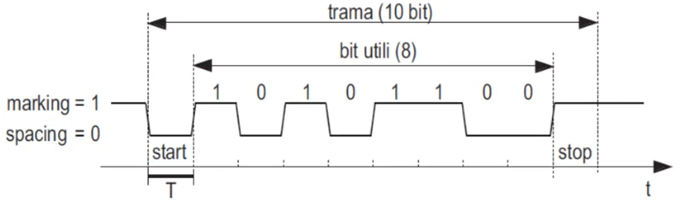 trama (10 bit)
bit utili (8)
1 0 1 0 1 1 0 0
marking = 1
spacing = 0
start stop
T t